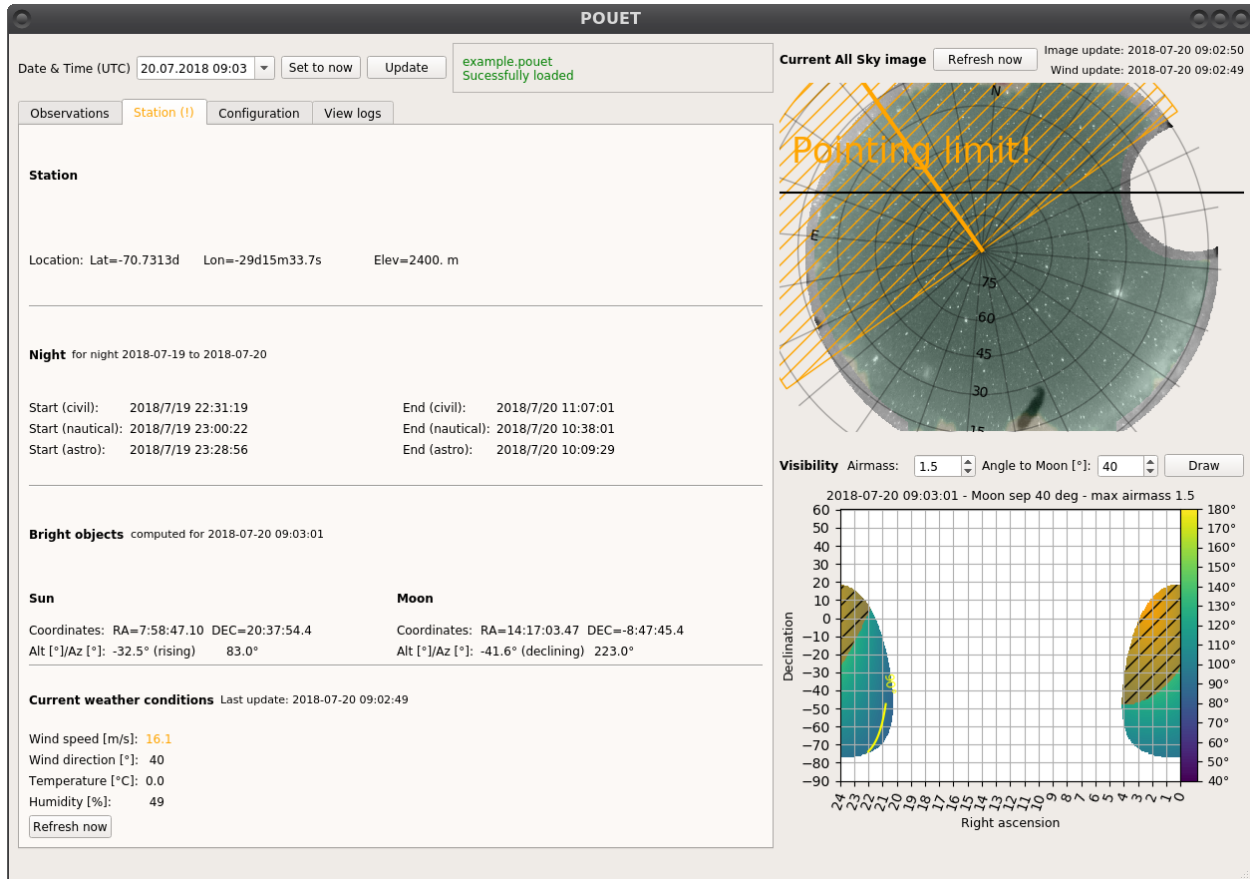 POUET
Date & Time (UTC) 20.07.2018 09:03 Set to now Update
example.pouet
Sucessfully loaded
Current All Sky image Refresh now
Image update: 2018-07-20 09:02:50
Wind update: 2018-07-20 09:02:49
Observations Station (!) Configuration View logs
Station
Location: Lat=-70.7313d Lon=-29d15m33.7s Elev=2400. m
Night for night 2018-07-19 to 2018-07-20
Start (civil): 2018/7/19 22:31:19 End (civil): 2018/7/20 11:07:01
Start (nautical): 2018/7/19 23:00:22 End (nautical): 2018/7/20 10:38:01
Start (astro): 2018/7/19 23:28:56 End (astro): 2018/7/20 10:09:29
Bright objects computed for 2018-07-20 09:03:01
Sun Moon
Coordinates: RA=7:58:47.10 DEC=20:37:54.4 Coordinates: RA=14:17:03.47 DEC=-8:47:45.4
Alt [°]/Az [°]: -32.5° (rising) 83.0° Alt [°]/Az [°]: -41.6° (declining) 223.0°
Current weather conditions Last update: 2018-07-20 09:02:49
Wind speed [m/s]: 16.1
Wind direction [°]: 40
Temperature [°C]: 0.0
Humidity [%]: 49
Refresh now
N
Pointing limit!
E
75
60
45
30
15
Visibility Airmass: 1.5 Angle to Moon [°]: 40 Draw
2018-07-20 09:03:01 - Moon sep 40 deg - max airmass 1.5
60
50
40
30
20
10
0
−10
−20
−30
−40
−50
−60
−70
−80
−90
Declination
90
24 23 22 21 20 19 18 17 16 15 14 13 12 11 10 9 8 7 6 5 4 3 2 1 0
Right ascension
180°
170°
160°
150°
140°
130°
120°
110°
100°
90°
80°
70°
60°
50°
40°